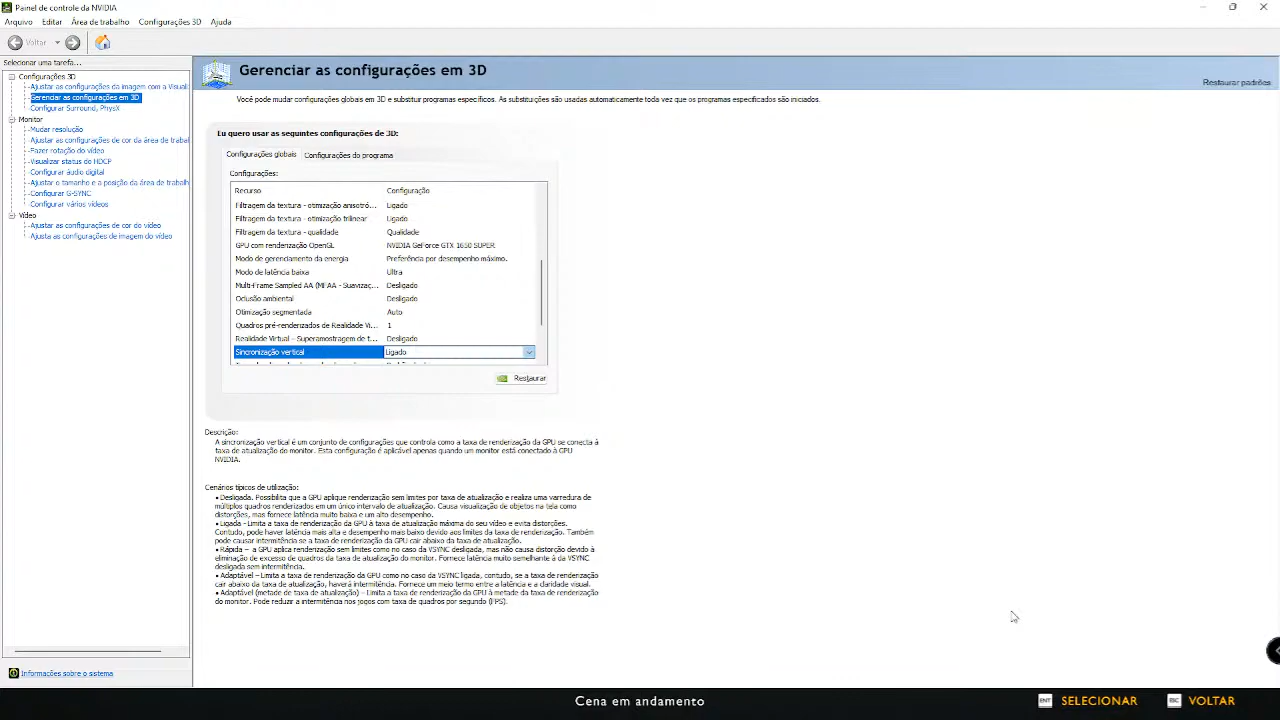 Painel de controle da NVIDIA
Arquivo Editar Área de trabalho Configurações 3D Ajuda
Voltar
Selecionar uma tarefa...
Configurações 3D
Ajustar as configurações da imagem com a Visual
Gerenciar as configurações em 3D
Configurar Surround, PhysX
Monitor
Mudar resolução
Ajustar as configurações de cor da área de trabal
Fazer rotação do vídeo
Visualizar status do HDCP
Configurar áudio digital
Ajustar o tamanho e a posição da área de trabalh
Configurar G-SYNC
Configurar vários vídeos
Vídeo
Ajustar as configurações de cor do vídeo
Ajusta as configurações de imagem do vídeo
Informações sobre o sistema
Gerenciar as configurações em 3D
Restaurar padrões
Você pode mudar configurações globais em 3D e substituir programas específicos. As substituições são usadas automaticamente toda vez que os programas especificados são iniciados.
Eu quero usar as seguintes configurações de 3D:
Configurações globais Configurações do programa
Configurações:
Recurso Configuração
Filtragem da textura - otimização anisotró... Ligado
Filtragem da textura - otimização trilinear Ligado
Filtragem da textura - qualidade Qualidade
GPU com renderização OpenGL NVIDIA GeForce GTX 1650 SUPER
Modo de gerenciamento da energia Preferência por desempenho máximo.
Modo de latência baixa Ultra
Multi-Frame Sampled AA (MFAA - Suavizaç... Desligado
Oclusão ambiental Desligado
Otimização segmentada Auto
Quadros pré-renderizados de Realidade Vi... 1
Realidade Virtual - Superamostragem de t... Desligado
Sincronização vertical Ligado
Restaurar
Descrição:
A sincronização vertical é um conjunto de configurações que controla como a taxa de renderização da GPU se conecta à
taxa de atualização do monitor. Esta configuração é aplicável apenas quando um monitor está conectado à GPU
NVIDIA.
Cenários típicos de utilização:
• Desligada. Possibilita que a GPU aplique renderização sem limites por taxa de atualização e realiza uma varredura de
múltiplos quadros renderizados em um único intervalo de atualização. Causa visualização de objetos na tela como
distorções, mas fornece latência muito baixa e um alto desempenho.
• Ligada - Limita a taxa de renderização da GPU à taxa de atualização máxima do seu vídeo e evita distorções.
Contudo, pode haver latência mais alta e desempenho mais baixo devido aos limites da taxa de renderização. Também
pode causar intermitência se a taxa de renderização da GPU cair abaixo da taxa de atualização.
• Rápida – a GPU aplica renderização sem limites como no caso da VSYNC desligada, mas não causa distorção devido à
eliminação de excesso de quadros da taxa de atualização do monitor. Fornece latência muito semelhante à da VSYNC
desligada sem intermitência.
• Adaptável – Limita a taxa de renderização da GPU como no caso da VSYNC ligada, contudo, se a taxa de renderização
cair abaixo da taxa de atualização, haverá intermitência. Fornece um meio termo entre a latência e a claridade visual.
• Adaptável (metade de taxa de atualização) – Limita a taxa de renderização da GPU à metade da taxa de renderização
do monitor. Pode reduzir a intermitência nos jogos com taxa de quadros por segundo (FPS).
Cena em andamento
ENT SELECIONAR ESC VOLTAR